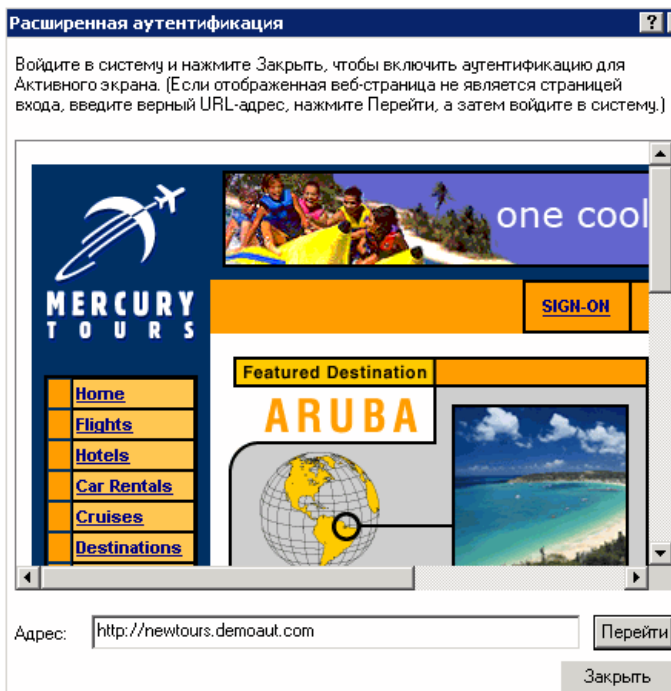 Расширенная аутентификация
?
Войдите в систему и нажмите Закрыть, чтобы включить аутентификацию для
Активного экрана. (Если отображенная веб-страница не является страницей
входа, введите верный URL-адрес, нажмите Перейти, а затем войдите в систему.)
one cool
MERCURY
TOURS
SIGN-ON
Featured Destination
ARUBA
Home
Flights
Hotels
Car Rentals
Cruises
Destinations
Адрес: http://newtours.demoaut.com Перейти
Закрыть